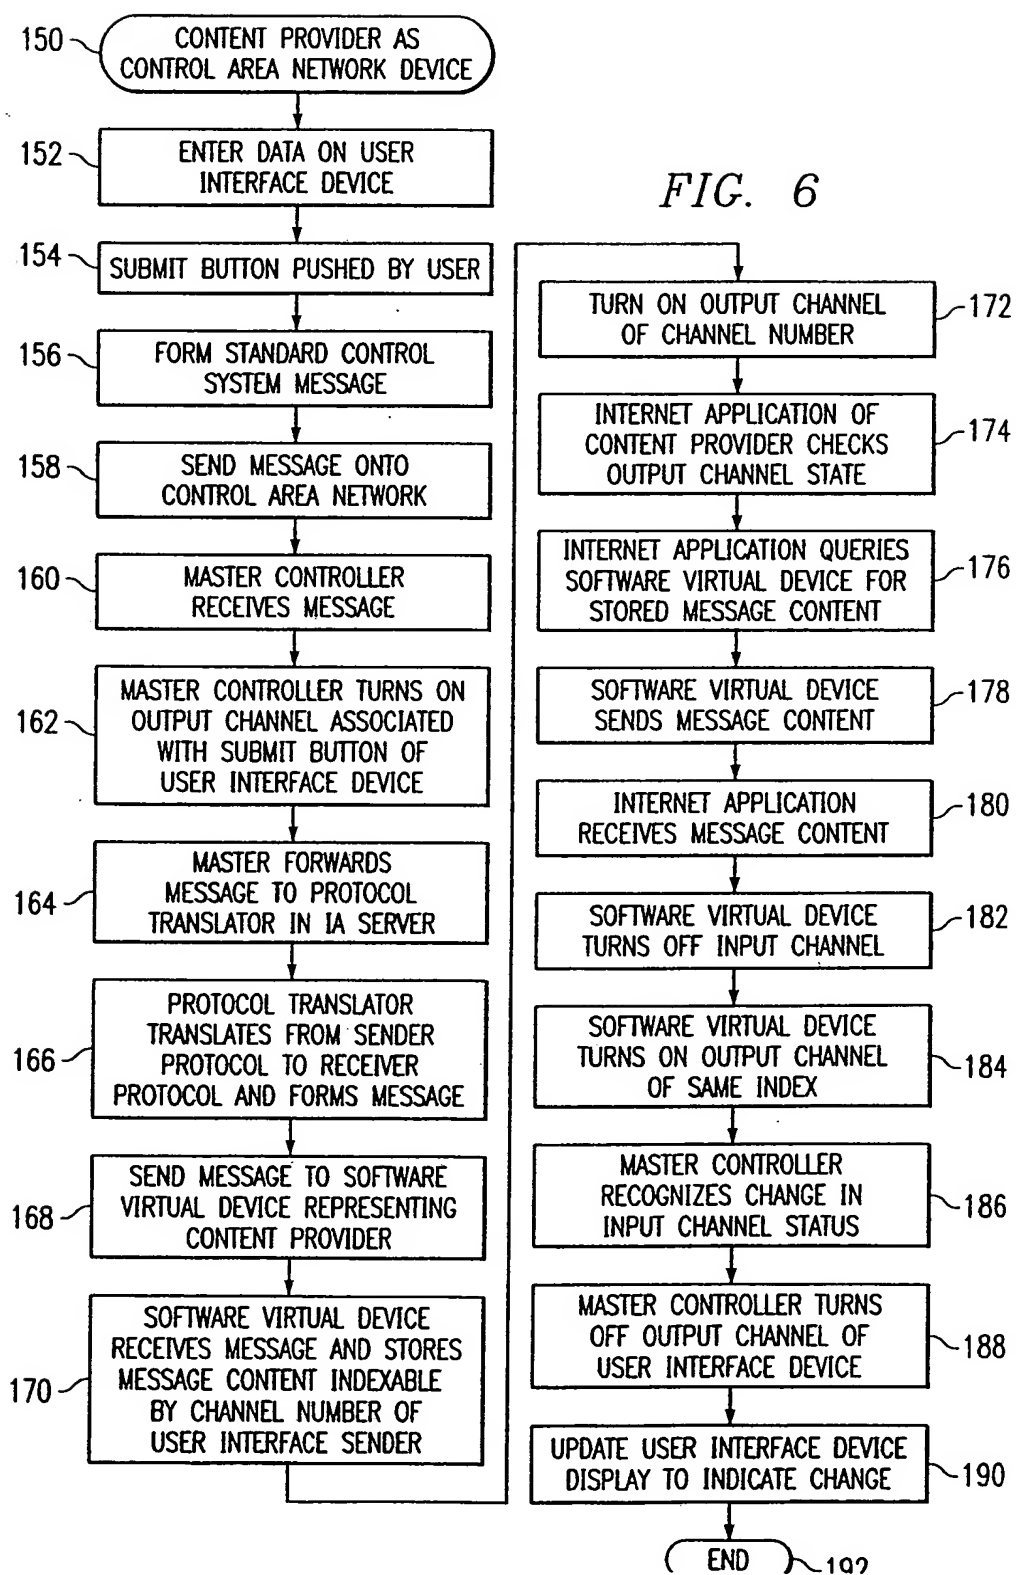 150
CONTENT PROVIDER AS
CONTROL AREA NETWORK DEVICE
152
ENTER DATA ON USER
INTERFACE DEVICE
154
SUBMIT BUTTON PUSHED BY USER
156
FORM STANDARD CONTROL
SYSTEM MESSAGE
158
SEND MESSAGE ONTO
CONTROL AREA NETWORK
160
MASTER CONTROLLER
RECEIVES MESSAGE
162
MASTER CONTROLLER TURNS ON
OUTPUT CHANNEL ASSOCIATED
WITH SUBMIT BUTTON OF
USER INTERFACE DEVICE
164
MASTER FORWARDS
MESSAGE TO PROTOCOL
TRANSLATOR IN IA SERVER
166
PROTOCOL TRANSLATOR
TRANSLATES FROM SENDER
PROTOCOL TO RECEIVER
PROTOCOL AND FORMS MESSAGE
168
SEND MESSAGE TO SOFTWARE
VIRTUAL DEVICE REPRESENTING
CONTENT PROVIDER
170
SOFTWARE VIRTUAL DEVICE
RECEIVES MESSAGE AND STORES
MESSAGE CONTENT INDEXABLE
BY CHANNEL NUMBER OF
USER INTERFACE SENDER
FIG. 6
TURN ON OUTPUT CHANNEL
OF CHANNEL NUMBER
172
INTERNET APPLICATION OF
CONTENT PROVIDER CHECKS
OUTPUT CHANNEL STATE
174
INTERNET APPLICATION QUERIES
SOFTWARE VIRTUAL DEVICE FOR
STORED MESSAGE CONTENT
176
SOFTWARE VIRTUAL DEVICE
SENDS MESSAGE CONTENT
178
INTERNET APPLICATION
RECEIVES MESSAGE CONTENT
180
SOFTWARE VIRTUAL DEVICE
TURNS OFF INPUT CHANNEL
182
SOFTWARE VIRTUAL DEVICE
TURNS ON OUTPUT CHANNEL
OF SAME INDEX
184
MASTER CONTROLLER
RECOGNIZES CHANGE IN
INPUT CHANNEL STATUS
186
MASTER CONTROLLER TURNS
OFF OUTPUT CHANNEL OF
USER INTERFACE DEVICE
188
UPDATE USER INTERFACE DEVICE
DISPLAY TO INDICATE CHANGE
190
END
192